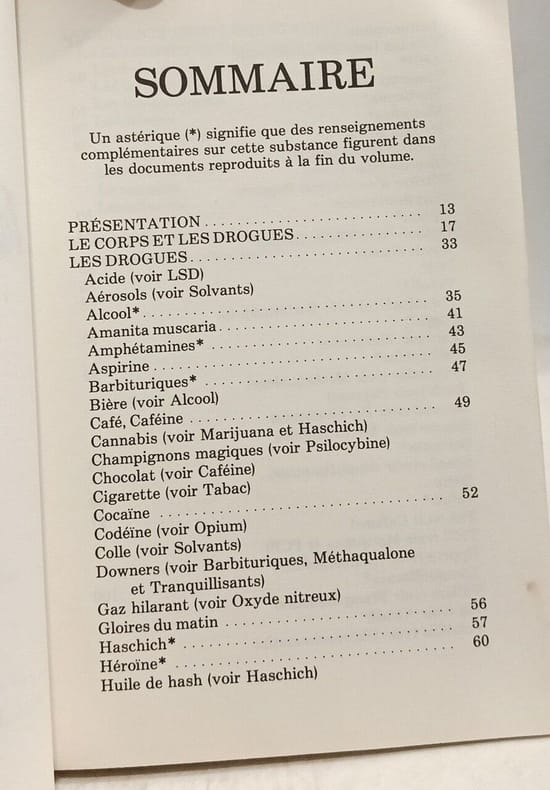 SOMMAIRE
Un astérique (*) signifie que des renseignements
complémentaires sur cette substance figurent dans
les documents reproduits à la fin du volume.
PRÉSENTATION . . . . . . . . . . . . . . . . . . . . . . . . 13
LE CORPS ET LES DROGUES . . . . . . . . . . . . . . 17
LES DROGUES . . . . . . . . . . . . . . . . . . . . . . . . . 33
Acide (voir LSD)
Aérosols (voir Solvants)
Alcool* . . . . . . . . . . . . . . . . . . . . . . . . . . . . . . 35
Amanita muscaria . . . . . . . . . . . . . . . . . . . . . . 41
Amphétamines* . . . . . . . . . . . . . . . . . . . . . . . 43
Aspirine . . . . . . . . . . . . . . . . . . . . . . . . . . . . . 45
Barbituriques* . . . . . . . . . . . . . . . . . . . . . . . . 47
Bière (voir Alcool)
Café, Caféine . . . . . . . . . . . . . . . . . . . . . . . . . 49
Cannabis (voir Marijuana et Haschich)
Champignons magiques (voir Psilocybine)
Chocolat (voir Caféine)
Cigarette (voir Tabac)
Cocaïne . . . . . . . . . . . . . . . . . . . . . . . . . . . . . 52
Codéïne (voir Opium)
Colle (voir Solvants)
Downers (voir Barbituriques, Méthaqualone
et Tranquillisants)
Gaz hilarant (voir Oxyde nitreux)
Gloires du matin . . . . . . . . . . . . . . . . . . . . . . 56
Haschich* . . . . . . . . . . . . . . . . . . . . . . . . . . . 57
Héroïne* . . . . . . . . . . . . . . . . . . . . . . . . . . . . 60
Huile de hash (voir Haschich)